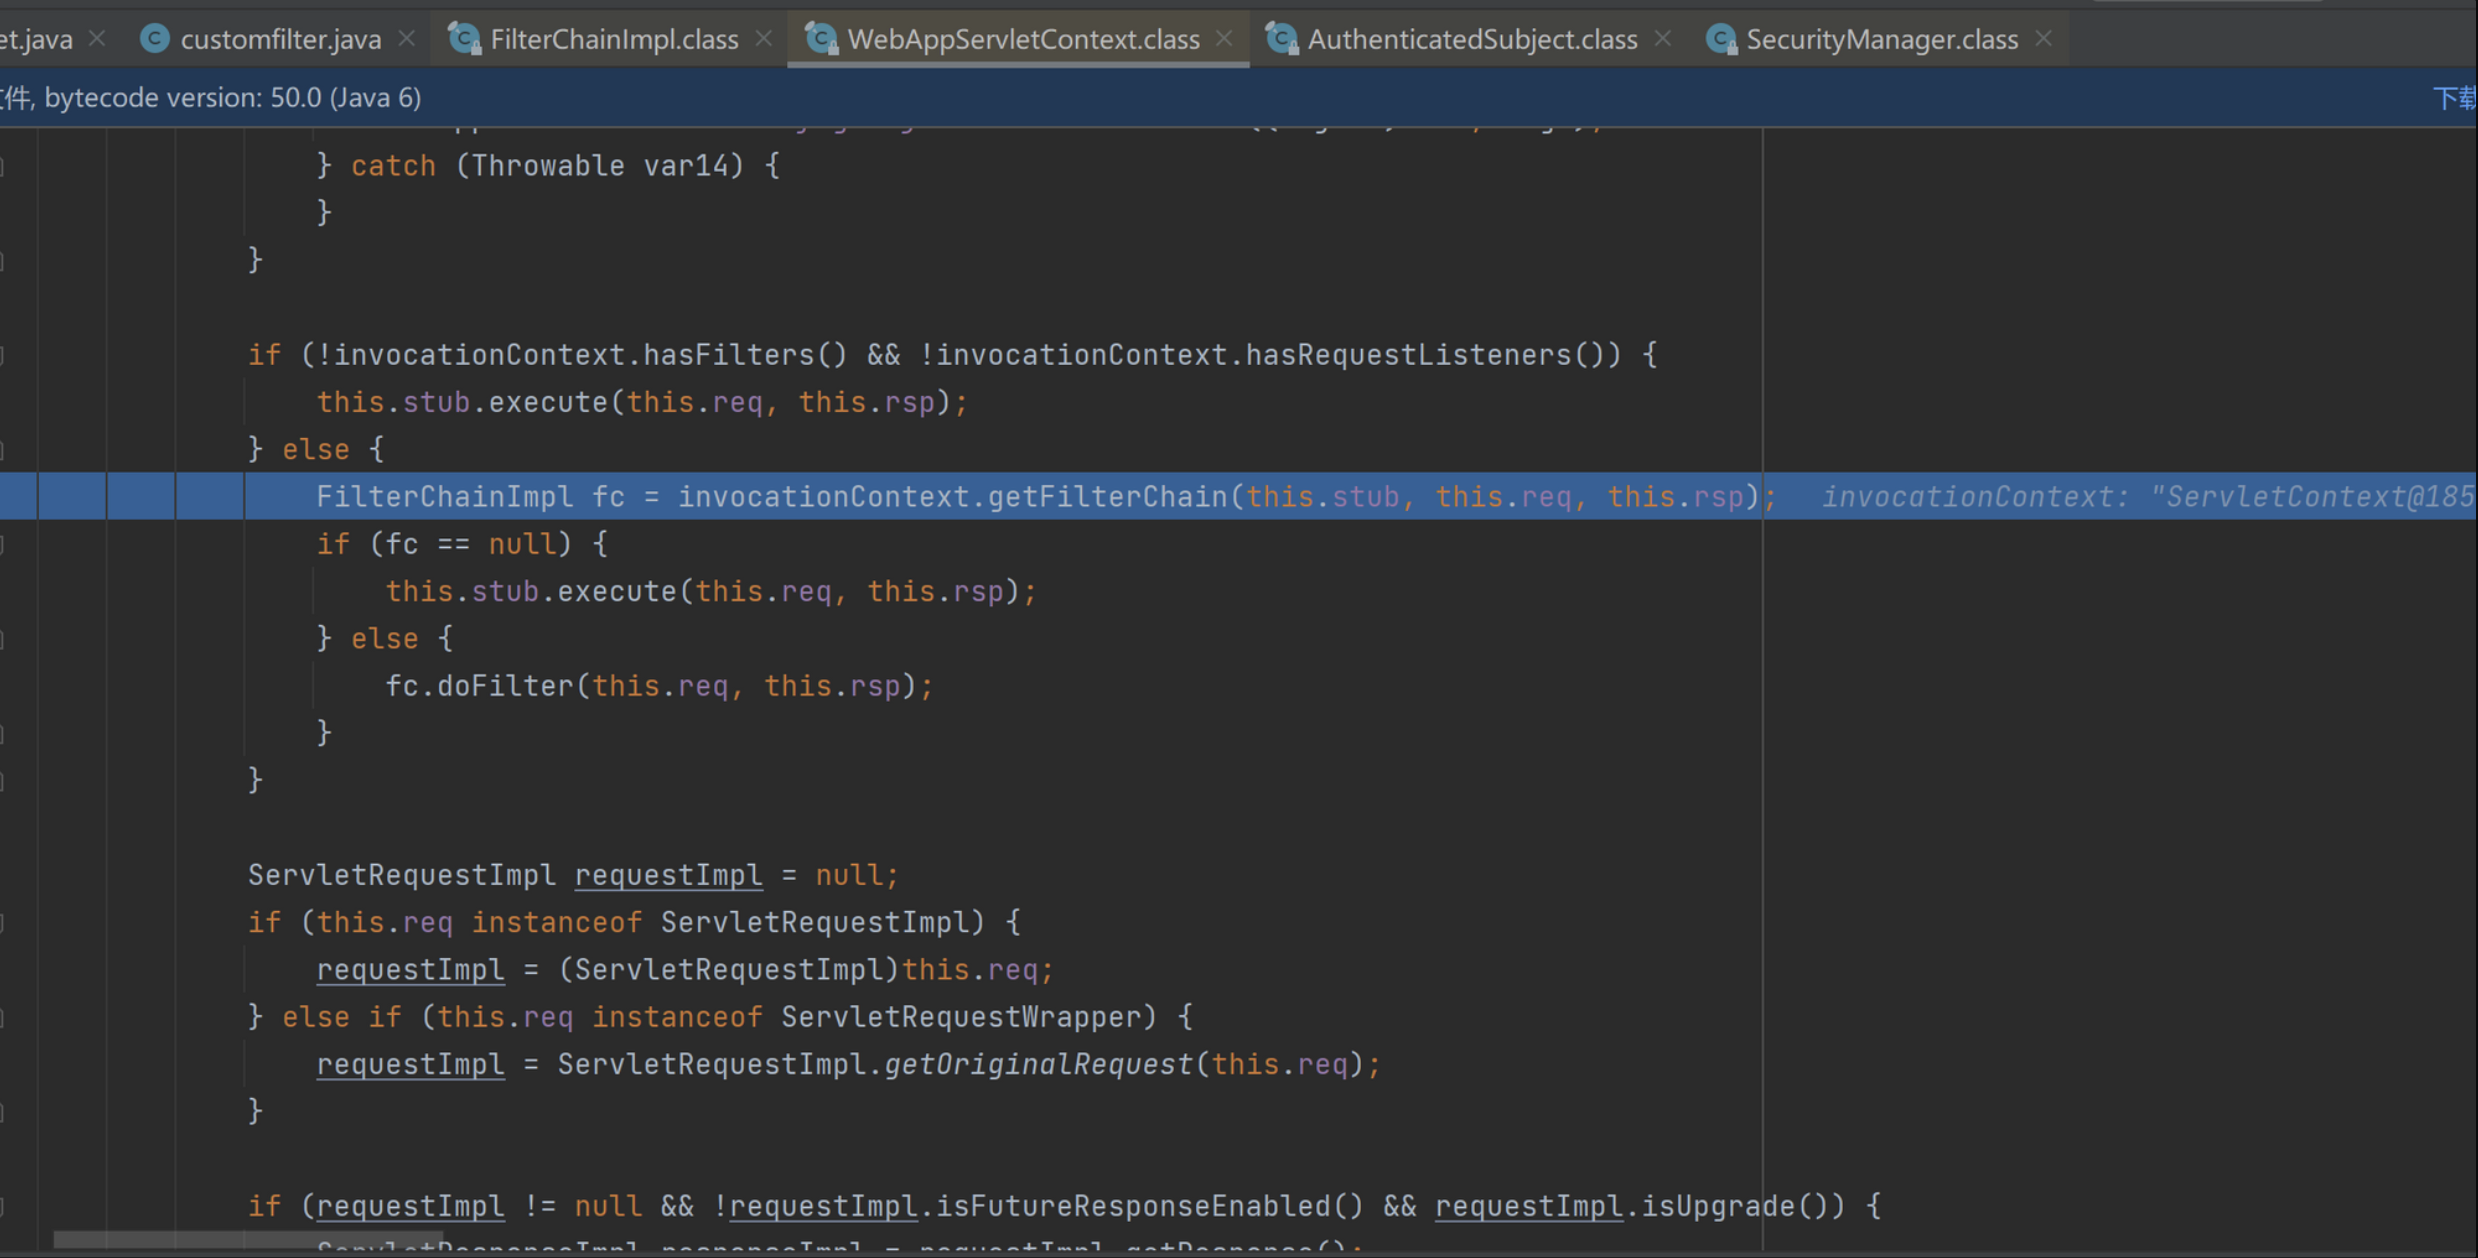 et.java customfilter.java FilterChainImpl.class WebAppServletContext.class AuthenticatedSubject.class SecurityManager.class
件, bytecode version: 50.0 (Java 6) 下载
} catch (Throwable var14) {
}
}
if (!invocationContext.hasFilters() && !invocationContext.hasRequestListeners()) {
this.stub.execute(this.req, this.rsp);
} else {
FilterChainImpl fc = invocationContext.getFilterChain(this.stub, this.req, this.rsp); invocationContext: "ServletContext@185
if (fc == null) {
this.stub.execute(this.req, this.rsp);
} else {
fc.doFilter(this.req, this.rsp);
}
}
ServletRequestImpl requestImpl = null;
if (this.req instanceof ServletRequestImpl) {
requestImpl = (ServletRequestImpl)this.req;
} else if (this.req instanceof ServletRequestWrapper) {
requestImpl = ServletRequestImpl.getOriginalRequest(this.req);
}
if (requestImpl != null && !requestImpl.isFutureResponseEnabled() && requestImpl.isUpgrade()) {
ServletResponseImpl responseImpl = requestImpl.getResponse();